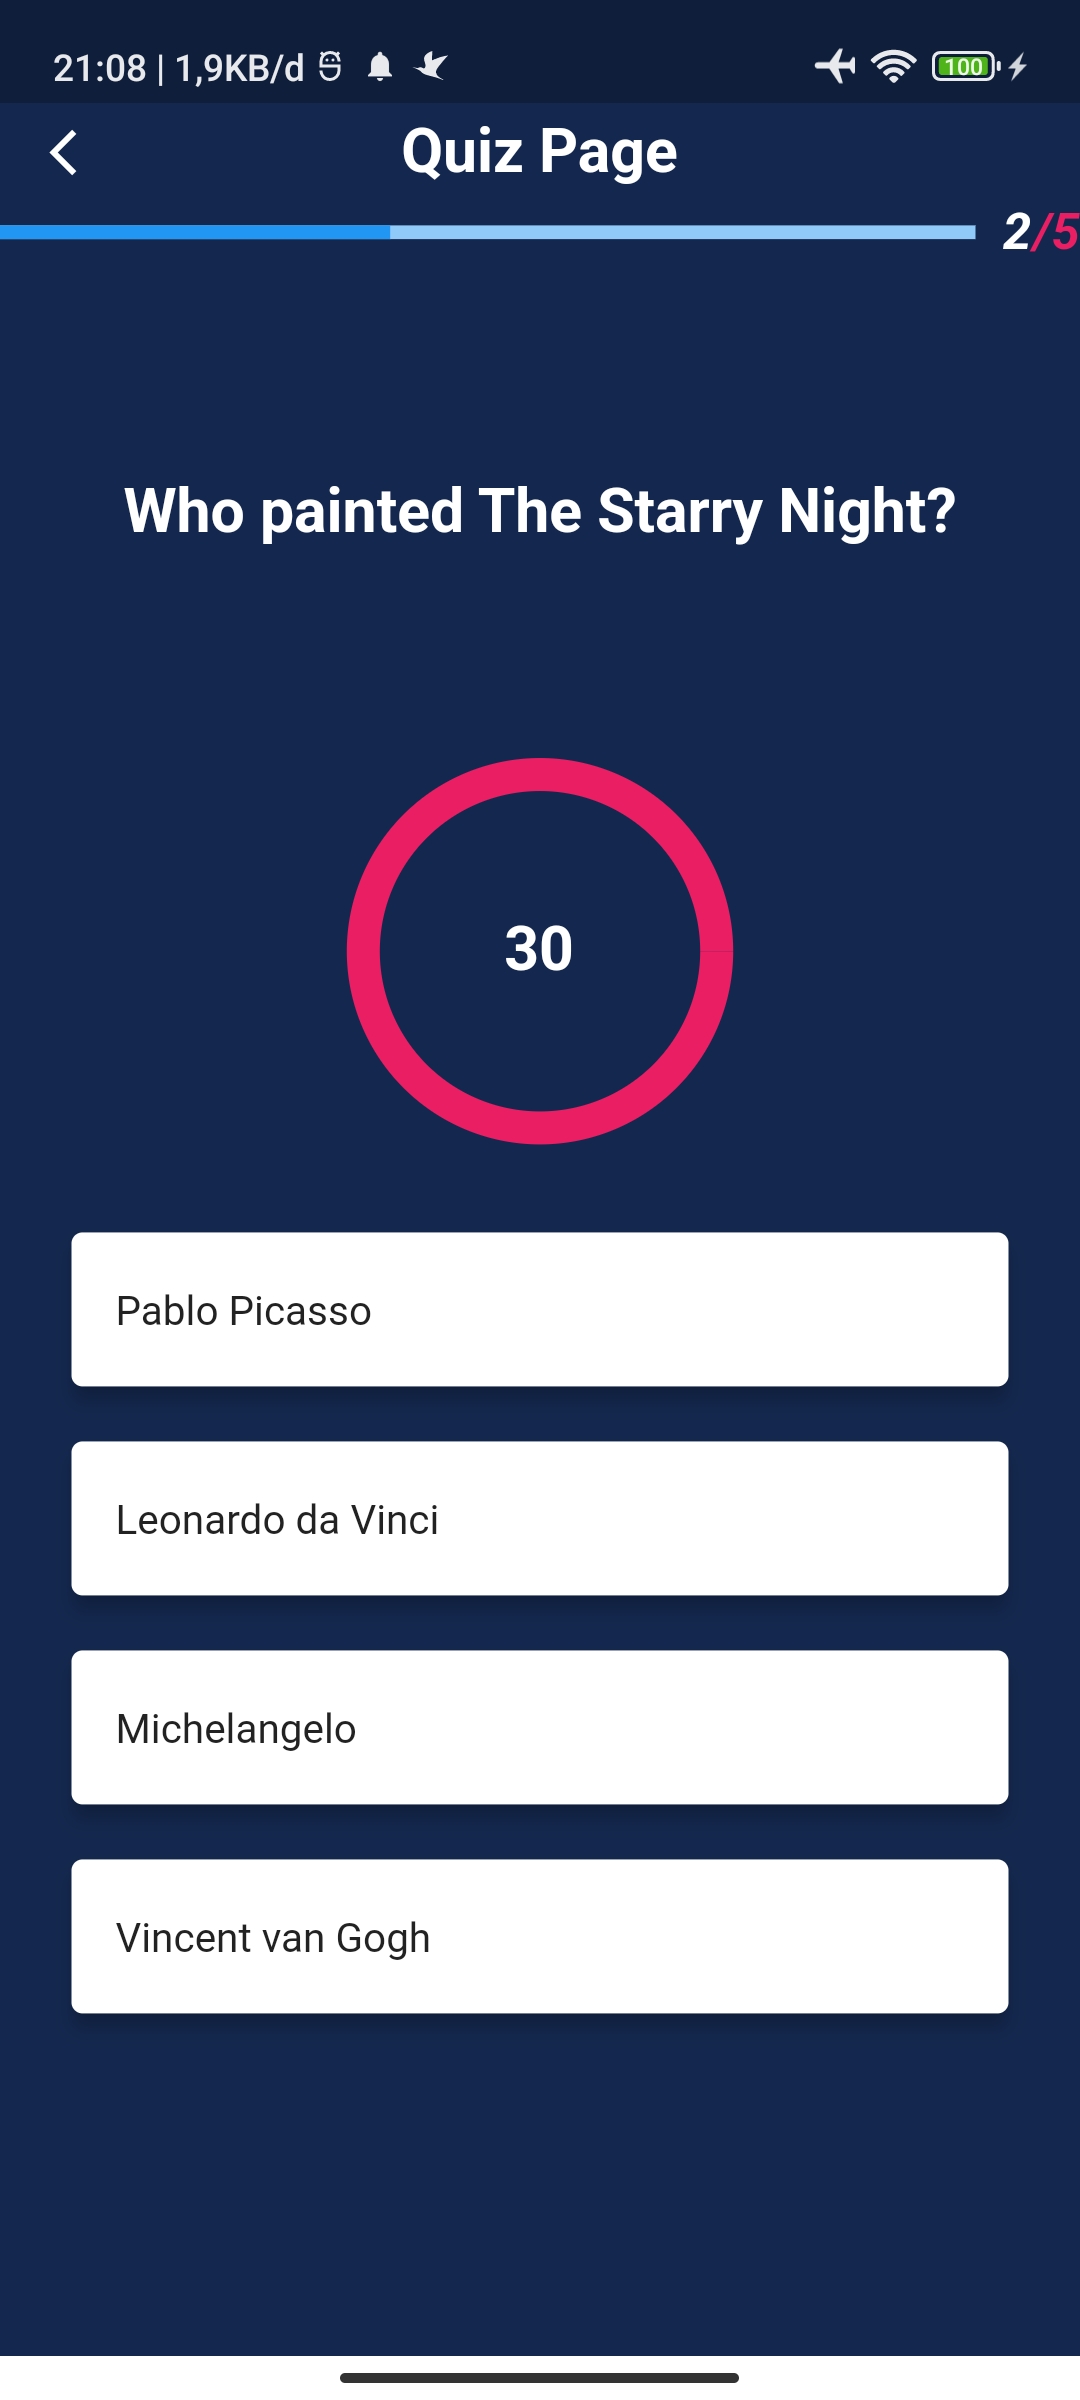 21:08 | 1,9KB/d
100
Quiz Page
2/5
Who painted The Starry Night?
30
Pablo Picasso
Leonardo da Vinci
Michelangelo
Vincent van Gogh